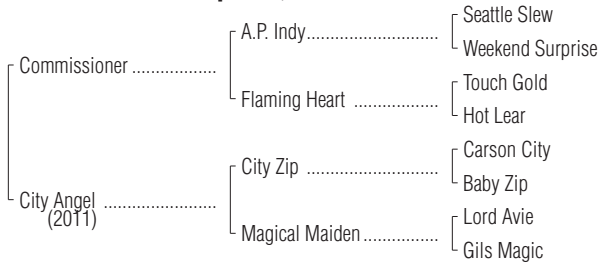 Seattle Slew
A.P. Indy..................
Weekend Surprise
Commissioner .................
Touch Gold
Flaming Heart .................
Hot Lear
Carson City
City Zip .........................
Baby Zip
City Angel .....................
(2011)
Lord Avie
Magical Maiden..............
Gils Magic